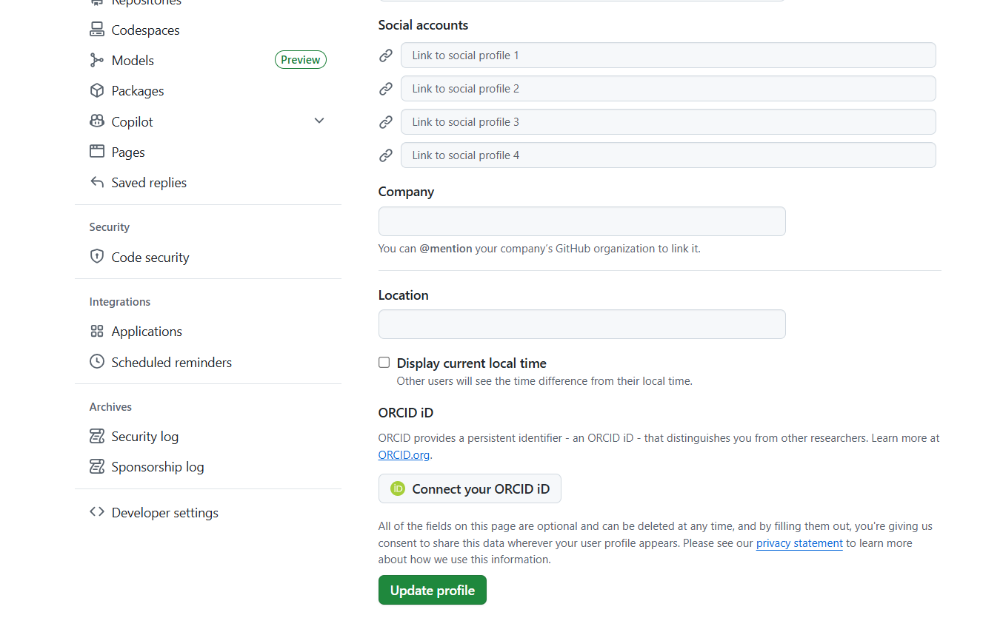 Repositories
Codespaces
Models
Preview
Packages
Copilot
Pages
Saved replies
Security
Code security
Integrations
Applications
Scheduled reminders
Archives
Security log
Sponsorship log
Developer settings
Social accounts
Link to social profile 1
Link to social profile 2
Link to social profile 3
Link to social profile 4
Company
You can @mention your company’s GitHub organization to link it.
Location
Display current local time
Other users will see the time difference from their local time.
ORCID iD
ORCID provides a persistent identifier - an ORCID iD - that distinguishes you from other researchers. Learn more at
ORCID.org.
iD Connect your ORCID iD
All of the fields on this page are optional and can be deleted at any time, and by filling them out, you're giving us
consent to share this data wherever your user profile appears. Please see our privacy statement to learn more
about how we use this information.
Update profile